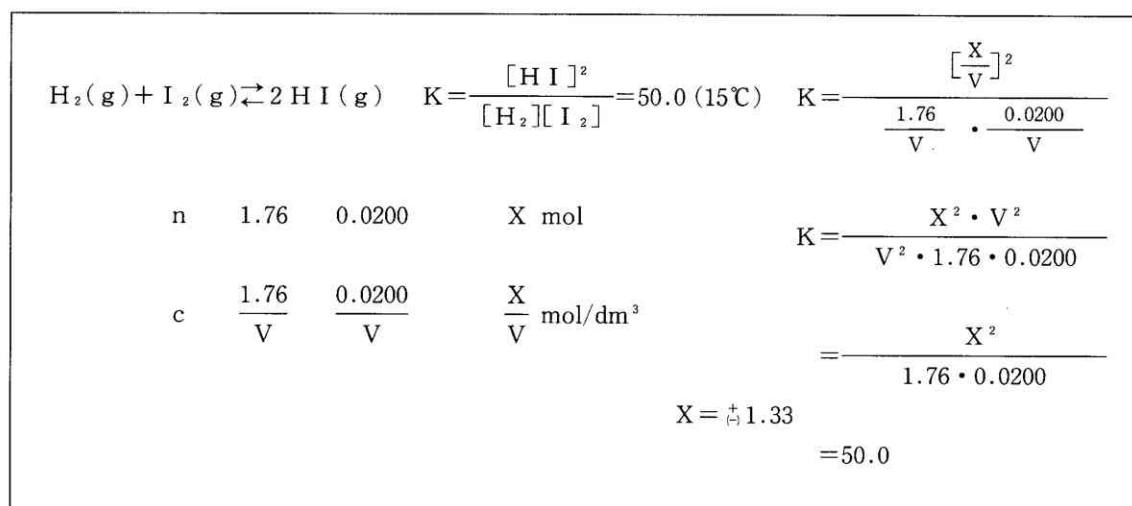 H₂(g)+I₂(g)⇄2HI(g) K=[HI]²/[H₂][I₂]=50.0(15℃) K=[X/V]²/(1.76/V・0.0200/V)
n 1.76 0.0200 X mol
K=X²・V²/V²・1.76・0.0200
c 1.76/V 0.0200/V X/V mol/dm³
=X²/1.76・0.0200
X=⁺₍₋₎1.33
=50.0